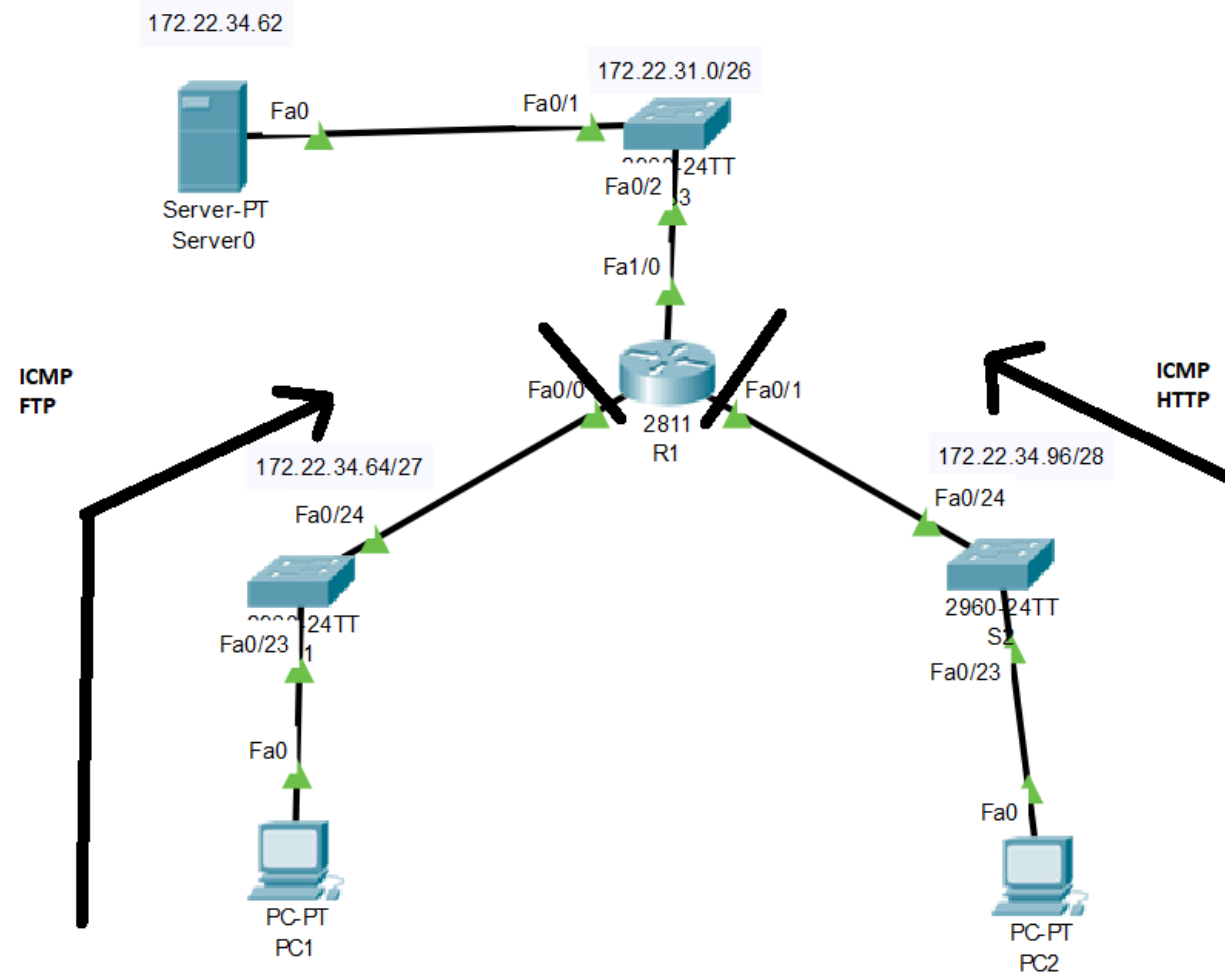 172.22.34.62
172.22.31.0/26
Fa0
Fa0/1
-24TT
Fa0/2
3
Server-PT
Server0
Fa1/0
ICMP
FTP
ICMP
HTTP
Fa0/0
Fa0/1
2811
R1
172.22.34.64/27
172.22.34.96/28
Fa0/24
Fa0/24
-24TT
Fa0/23
1
2960-24TT
S2
Fa0/23
Fa0
Fa0
PC-PT
PC1
PC-PT
PC2